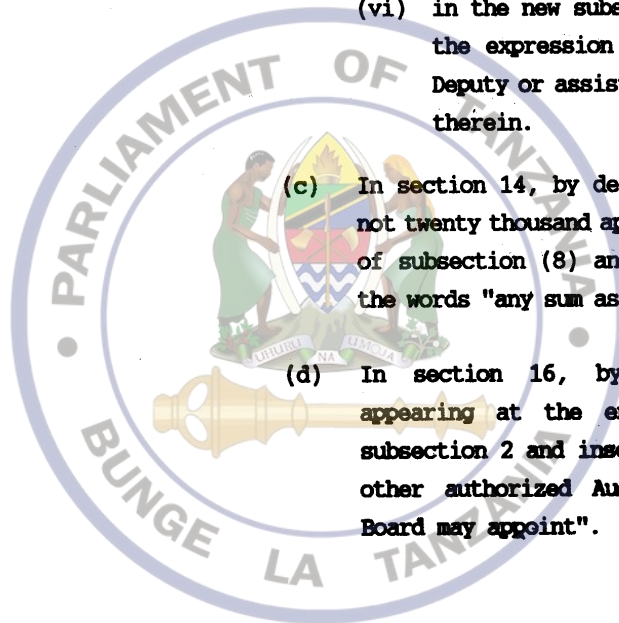 (vi) in the new subs
the expression
Deputy or assis
therein.
(c) In section 14, by de
not twenty thousand ap
of subsection (8) an
the words "any sum as
(d) In section 16, by
appearing at the e
subsection 2 and inse
other authorized Au
Board may appoint".
PARLIAMENT OF TANZANIA
UHURU NA UMOJA
BUNGE LA TANZANIA